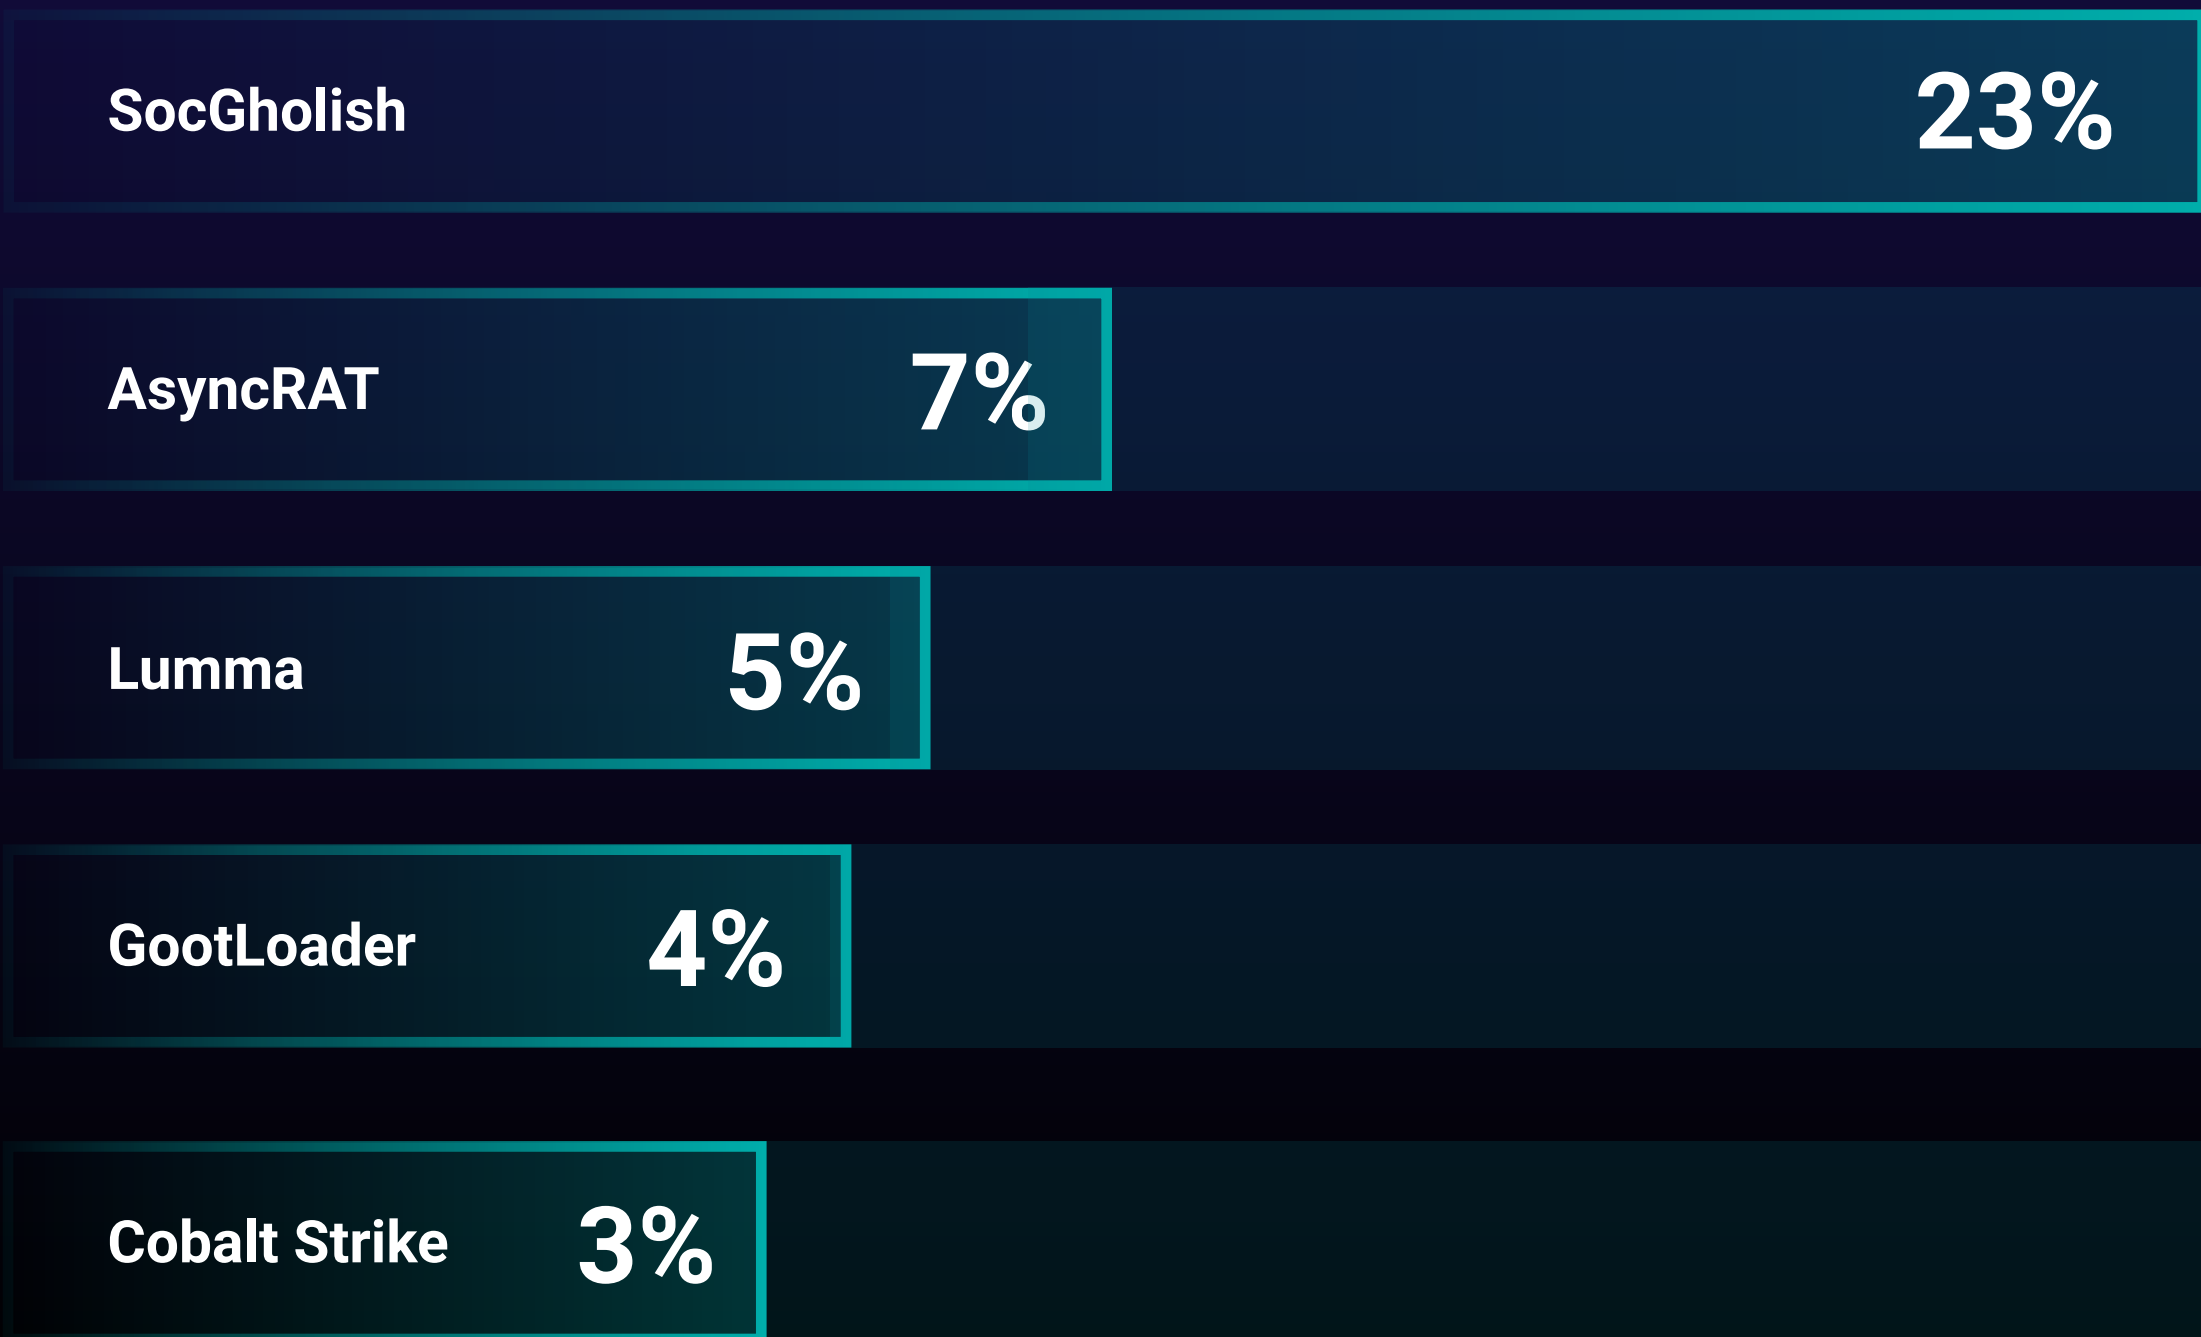 SocGholish 23%
AsyncRAT 7%
Lumma 5%
GootLoader 4%
Cobalt Strike 3%